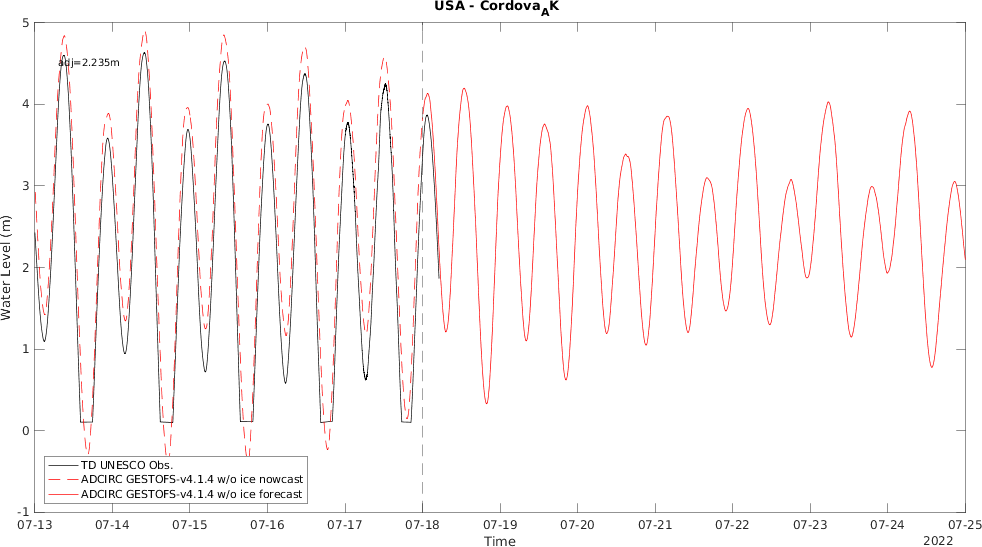 USA - Cordova_AK
5
4
3
2
1
0
-1
Water Level (m)
adj=2.235m
TD UNESCO Obs.
ADCIRC GESTOFS-v4.1.4 w/o ice nowcast
ADCIRC GESTOFS-v4.1.4 w/o ice forecast
07-13 07-14 07-15 07-16 07-17 07-18 07-19 07-20 07-21 07-22 07-23 07-24 07-25
Time
2022